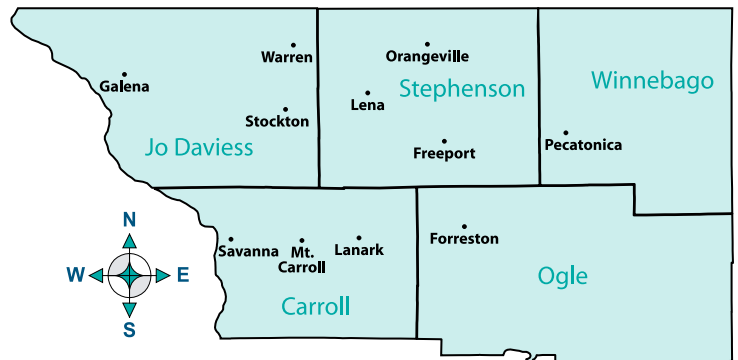 Warren
Orangeville
Galena
Stephenson
Winnebago
Lena
Stockton
Jo Daviess
Freeport
Pecatonica
N
W
E
S
Savanna
Mt.
Carroll
Lanark
Forreston
Carroll
Ogle